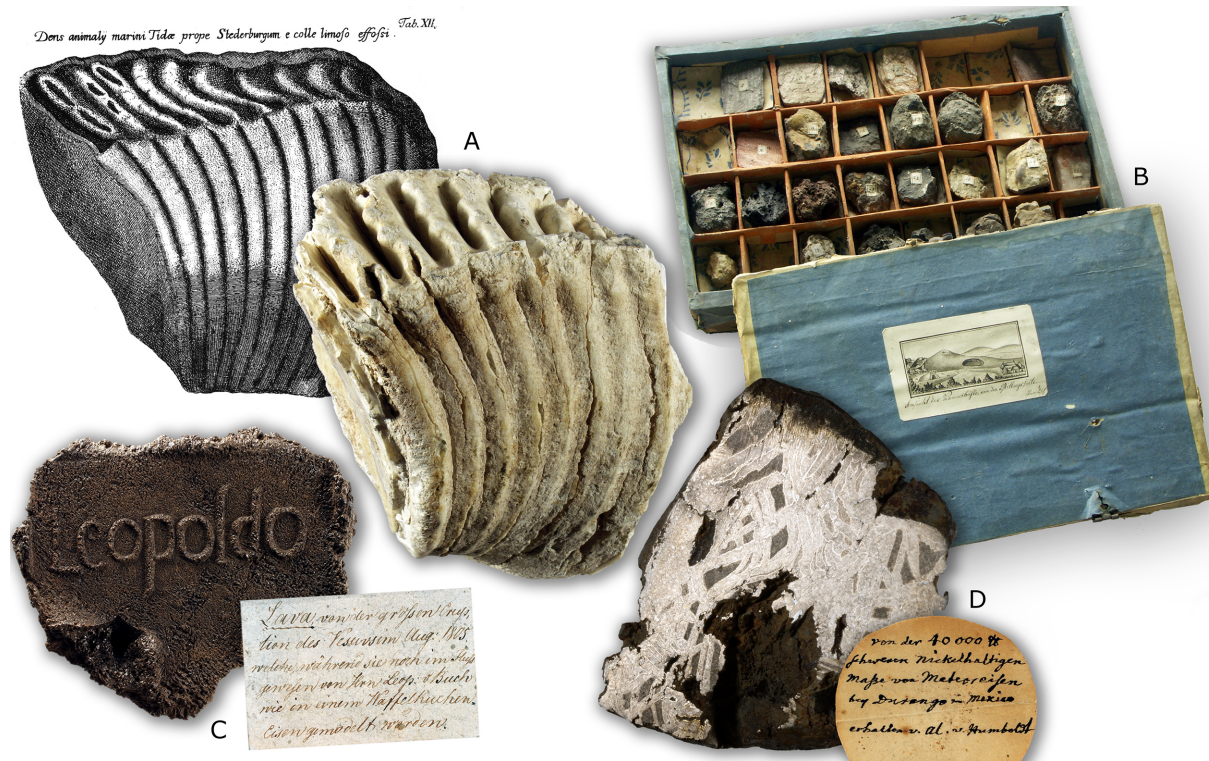 Dens animalis marini Tidæ prope Stederburgum e colle limoso effossi.
Tab. XII.
A
B
Leopoldo
C
Lava von der großen Erup-
tion des Vesuvs im Aug. 1805,
welche, während sie noch im Fluss
gewesen von Hrn Leop. v Buch
wie in einem Waffelkuchen
Eisen gemodelt wurden.
D
von der 40 000 ℔
schweren Nickelhaltigen
Maße von Meteoreisen
bey Durango in Mexico
erhalten v. Al. v. Humboldt